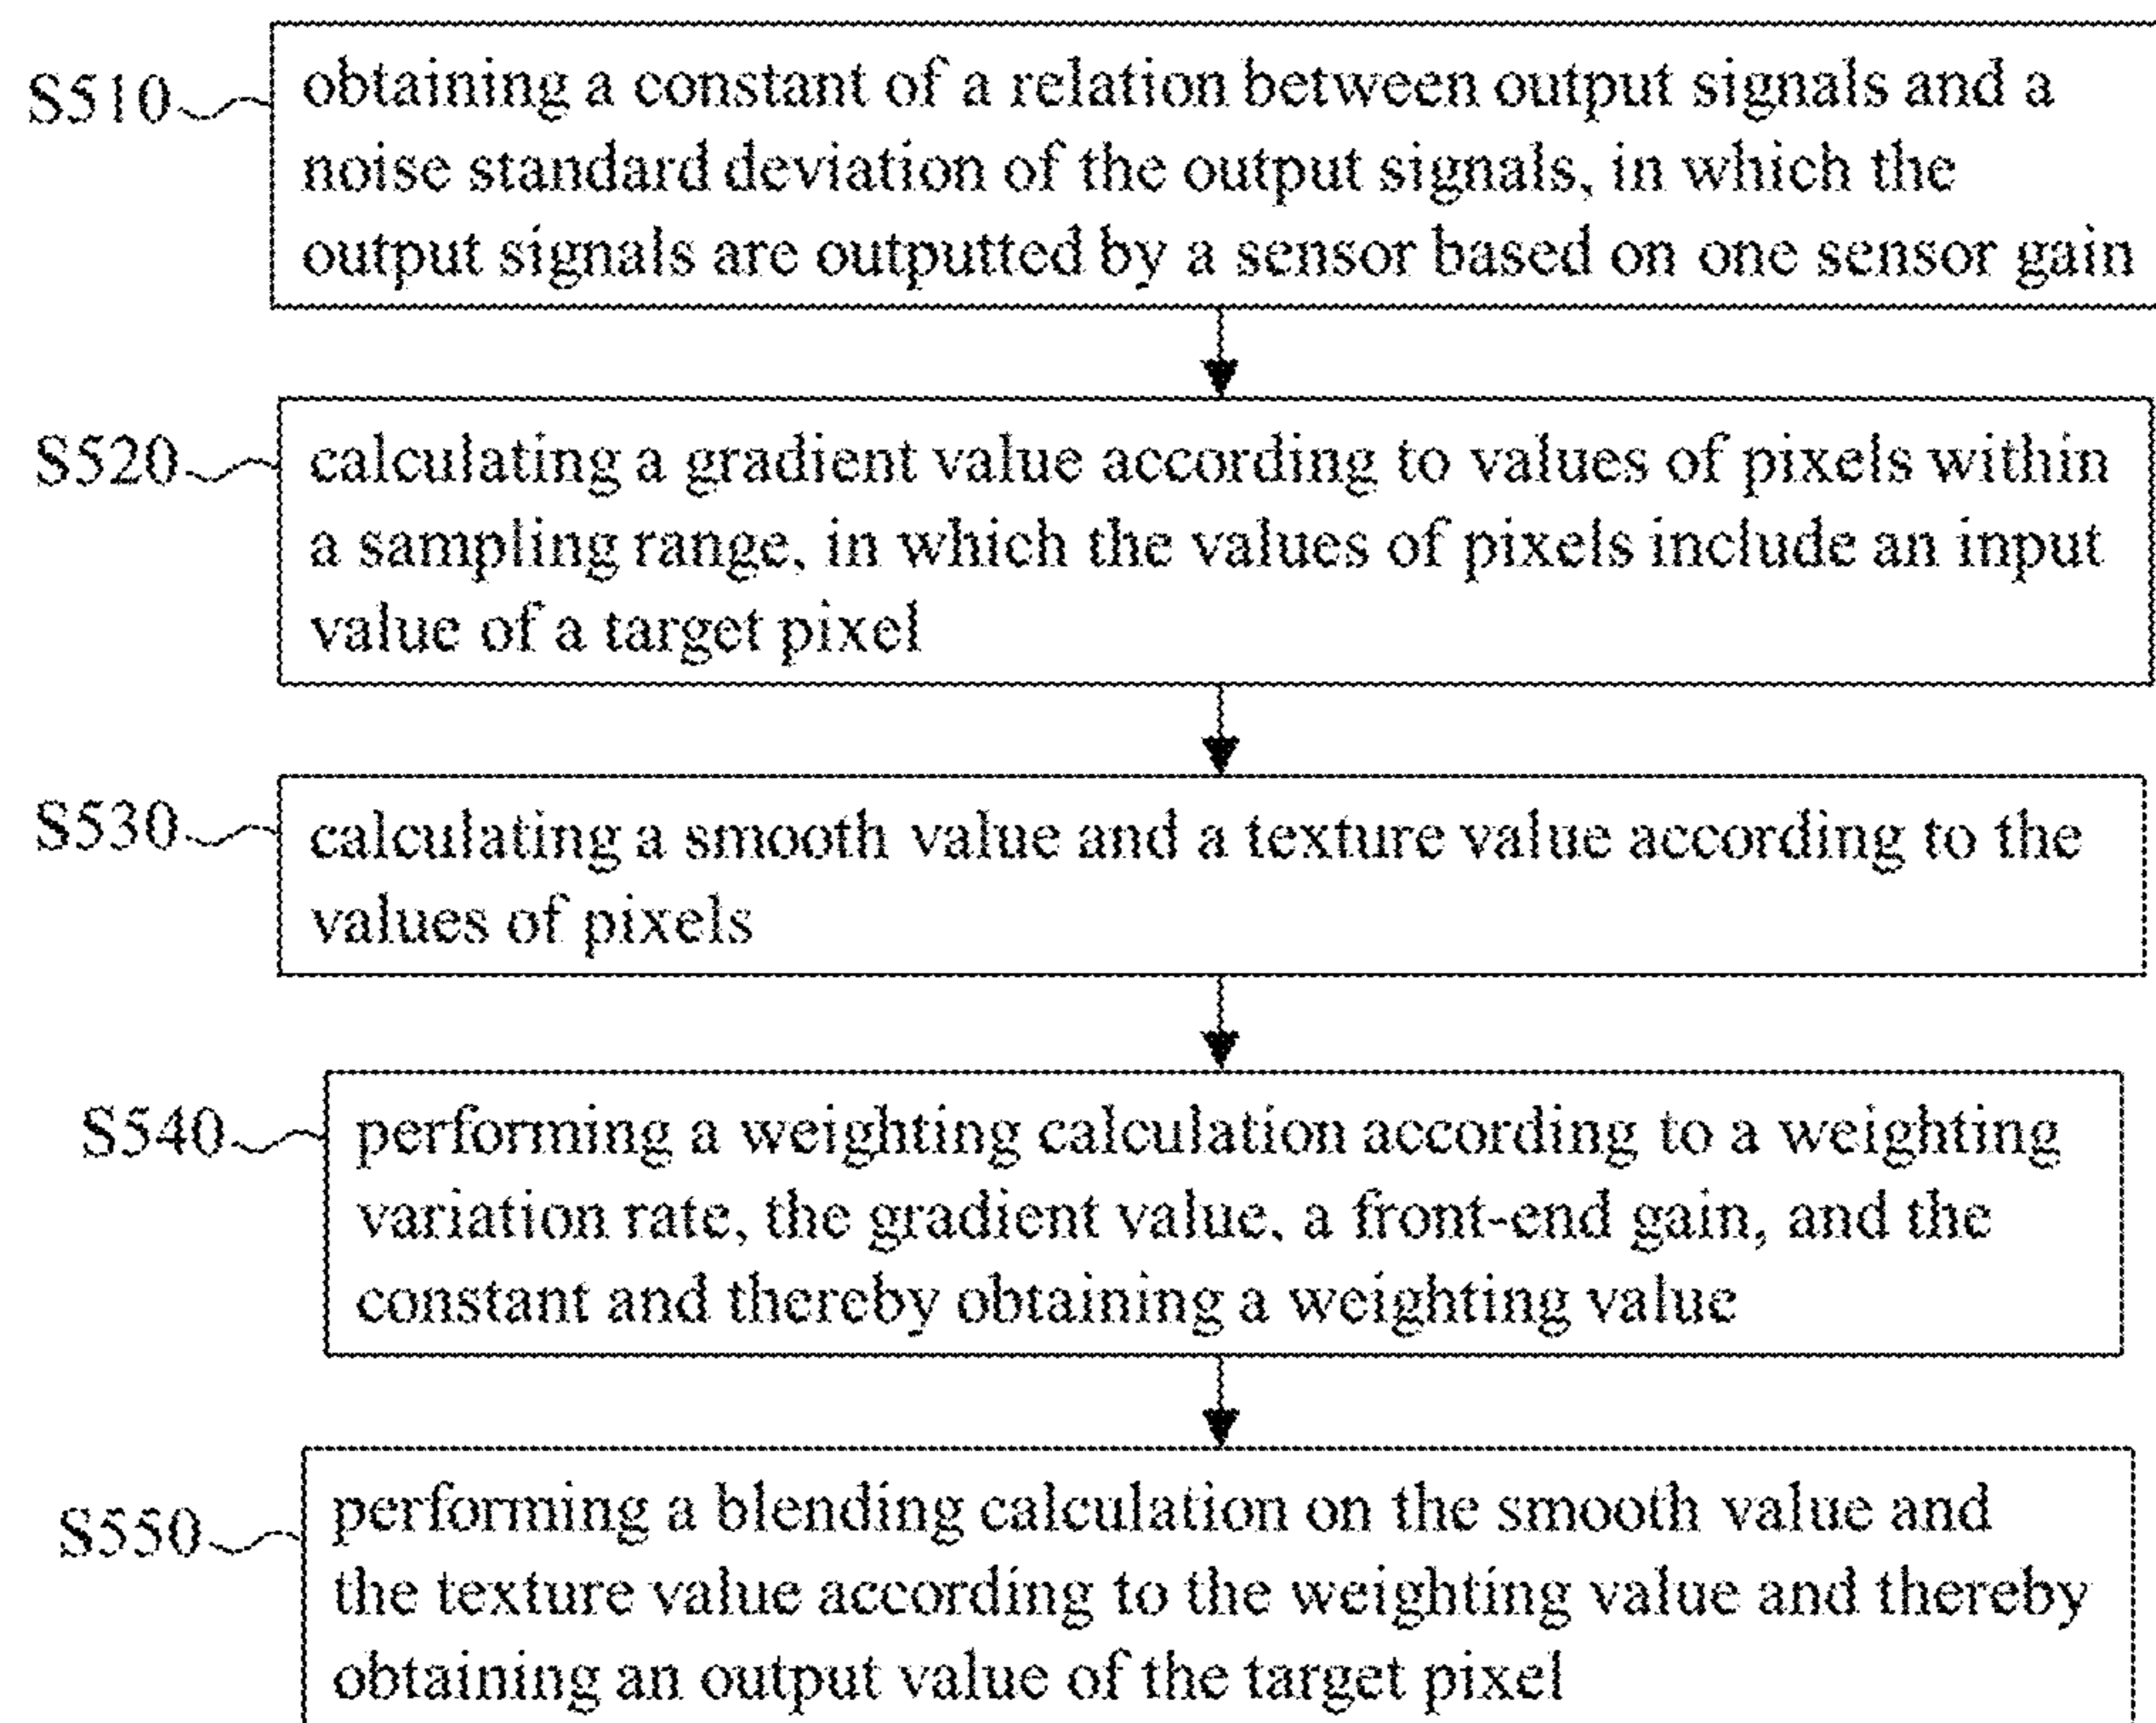 S510
obtaining a constant of a relation between output signals and a
noise standard deviation of the output signals, in which the
output signals are outputted by a sensor based on one sensor gain
S520
calculating a gradient value according to values of pixels within
a sampling range, in which the values of pixels include an input
value of a target pixel
S530
calculating a smooth value and a texture value according to the
values of pixels
S540
performing a weighting calculation according to a weighting
variation rate, the gradient value, a front-end gain, and the
constant and thereby obtaining a weighting value
S550
performing a blending calculation on the smooth value and
the texture value according to the weighting value and thereby
obtaining an output value of the target pixel